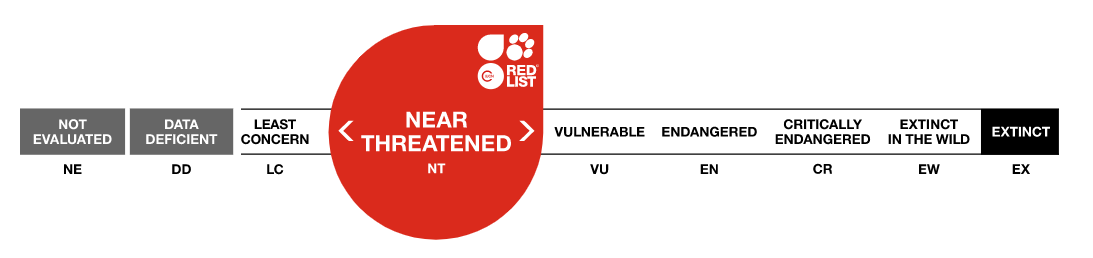 RED
LIST
NOT
EVALUATED
NE
DATA
DEFICIENT
DD
LEAST
CONCERN
LC
NEAR
THREATENED
NT
VULNERABLE
VU
ENDANGERED
EN
CRITICALLY
ENDANGERED
CR
EXTINCT
IN THE WILD
EW
EXTINCT
EX